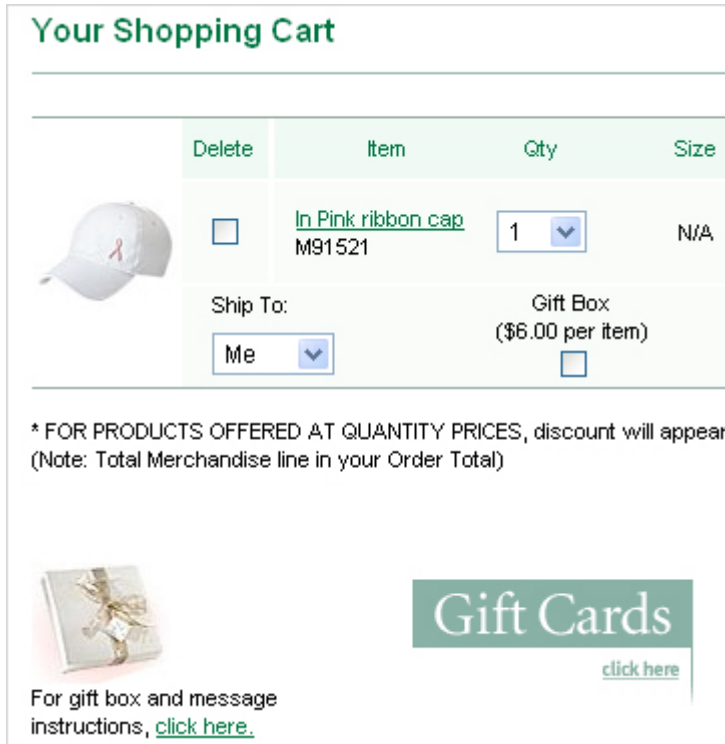 Your Shopping Cart
Delete Item Qty Size
In Pink ribbon cap 1 N/A
M91521
Ship To: Gift Box
($6.00 per item)
Me
* FOR PRODUCTS OFFERED AT QUANTITY PRICES, discount will appear
(Note: Total Merchandise line in your Order Total)
Gift Cards
click here
For gift box and message
instructions, click here.